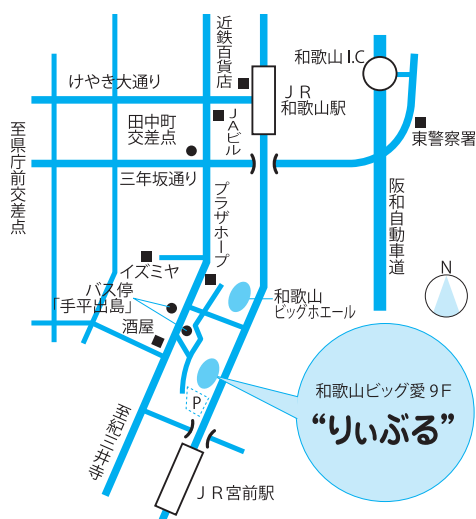 近鉄百貨店
和歌山I.C
けやき大通り
JR
和歌山駅
JAビル
田中町
交差点
東警察署
至県庁前交差点
三年坂通り
プラザホープ
阪和自動車道
イズミヤ
N
バス停
「手平出島」
和歌山
ビッグホエール
酒屋
P
和歌山ビッグ愛9F
“りぃぶる”
至紀三井寺
JR宮前駅